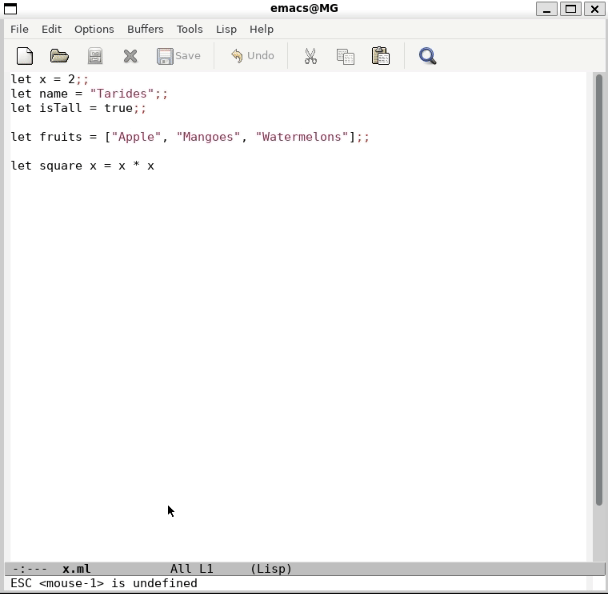 emacs@MG
File Edit Options Buffers Tools Lisp Help
Save Undo
let x = 2;;
let name = "Tarides";;
let isTall = true;;
let fruits = ["Apple", "Mangoes", "Watermelons"];;
let square x = x * x
-:--- x.ml All L1 (Lisp)
ESC <mouse-1> is undefined